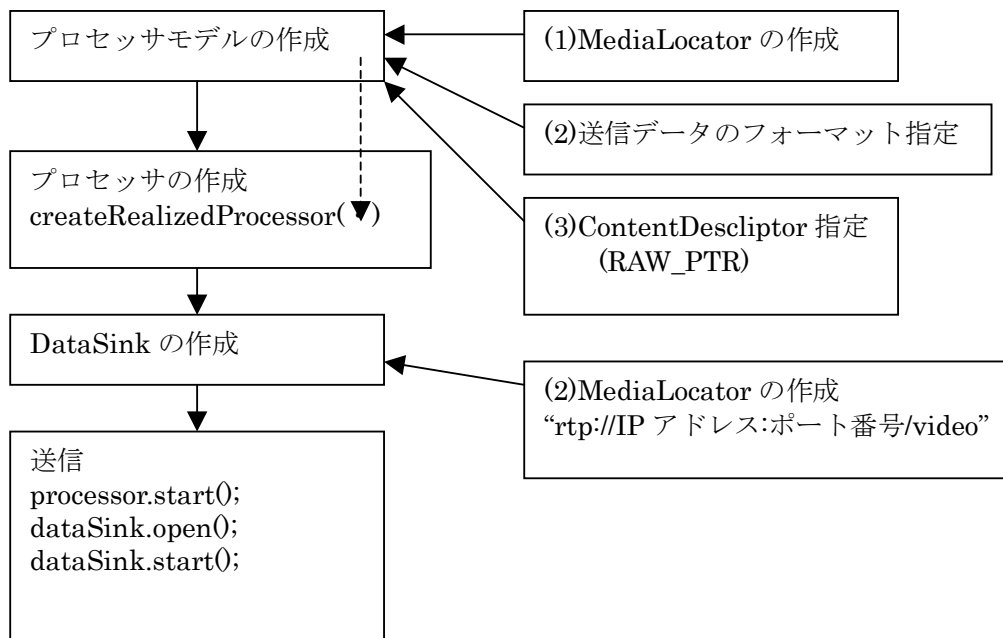 プロセッサモデルの作成
(1)MediaLocator の作成
(2)送信データのフォーマット指定
プロセッサの作成
createRealizedProcessor( )
(3)ContentDescliptor 指定
(RAW_PTR)
DataSink の作成
(2)MediaLocator の作成
“rtp://IP アドレス:ポート番号/video”
送信
processor.start();
dataSink.open();
dataSink.start();